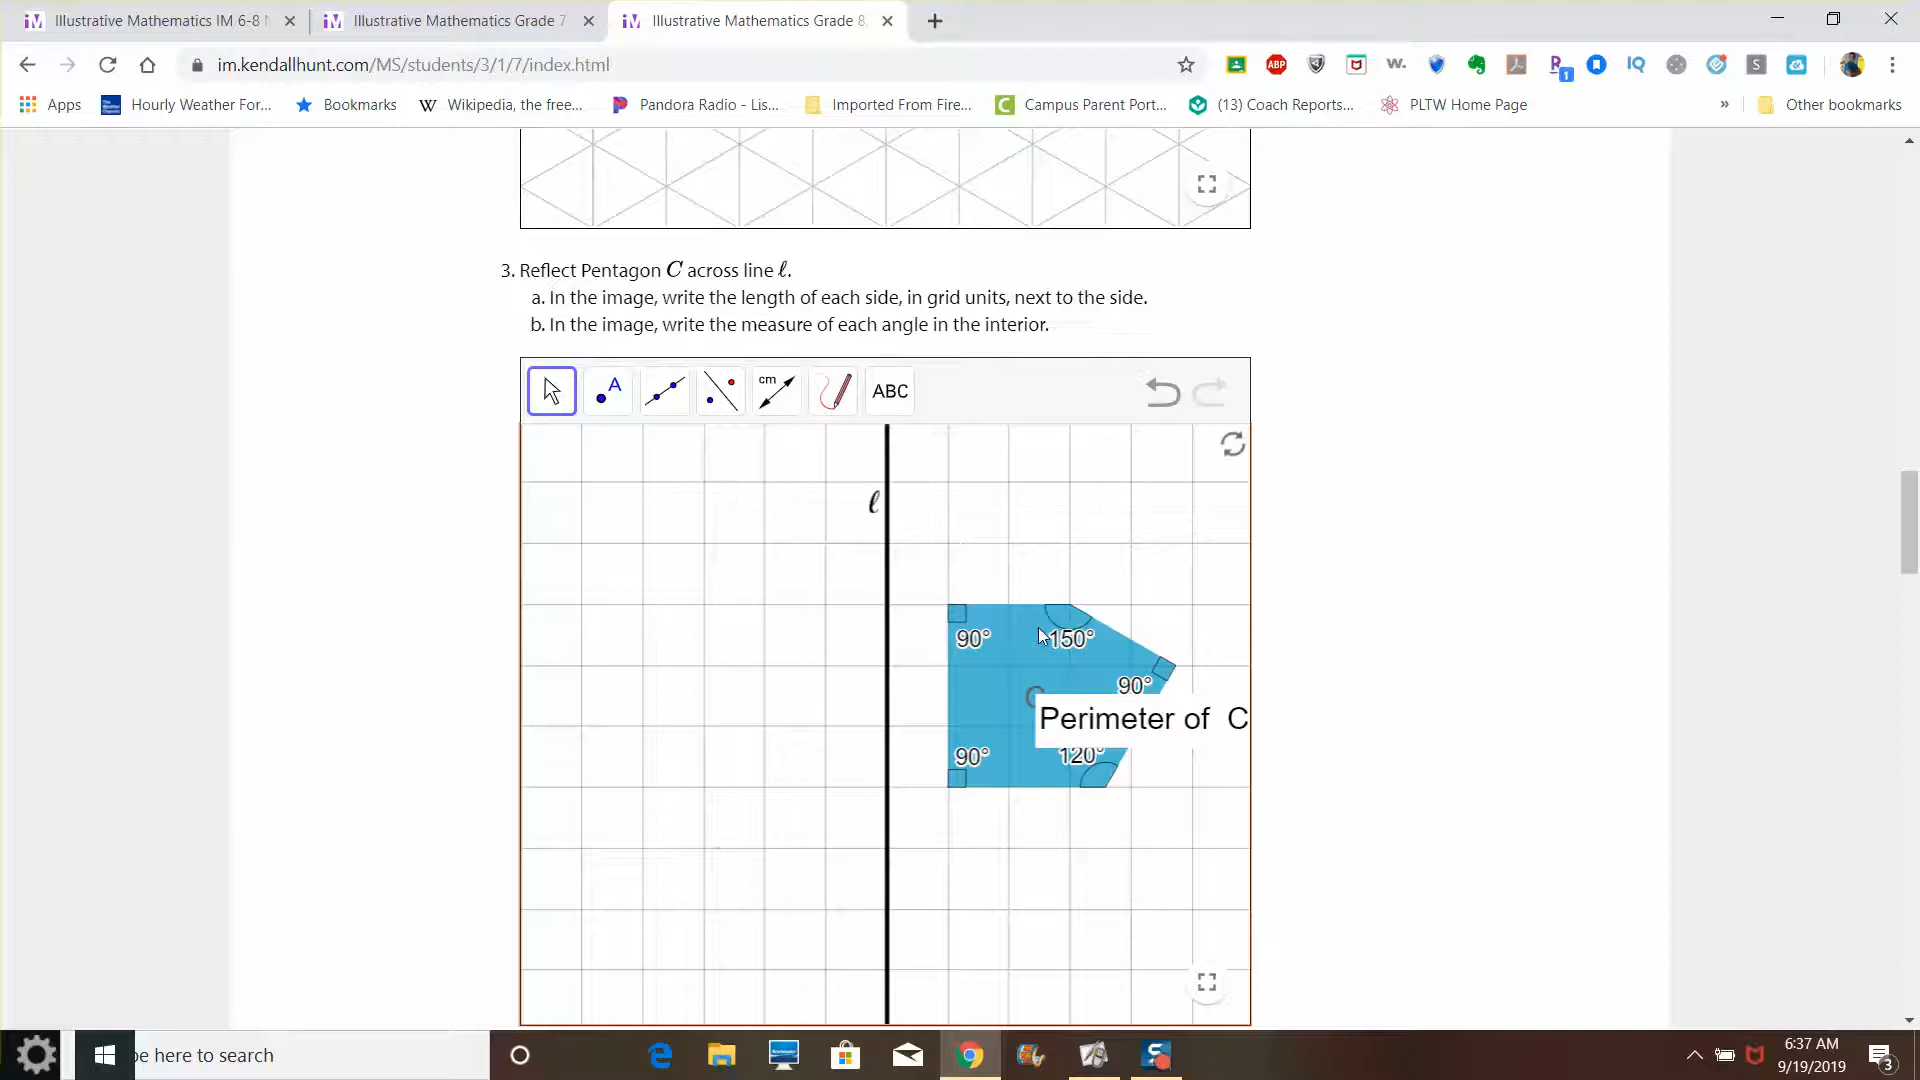 Illustrative Mathematics IM 6-8
Illustrative Mathematics Grade 7
Illustrative Mathematics Grade 8,
im.kendallhunt.com/MS/students/3/1/7/index.html
ABP
w.
R
1
IQ
S
Apps
Hourly Weather For...
Bookmarks
W
Wikipedia, the free...
Pandora Radio - Lis...
Imported From Fire...
C
Campus Parent Port...
(13) Coach Reports...
PLTW Home Page
»
Other bookmarks
3. Reflect Pentagon C across line ℓ.
a. In the image, write the length of each side, in grid units, next to the side.
b. In the image, write the measure of each angle in the interior.
A
cm
ABC
ℓ
90°
150°
90°
C
Perimeter of C
90°
120°
pe here to search
6:37 AM
9/19/2019
3